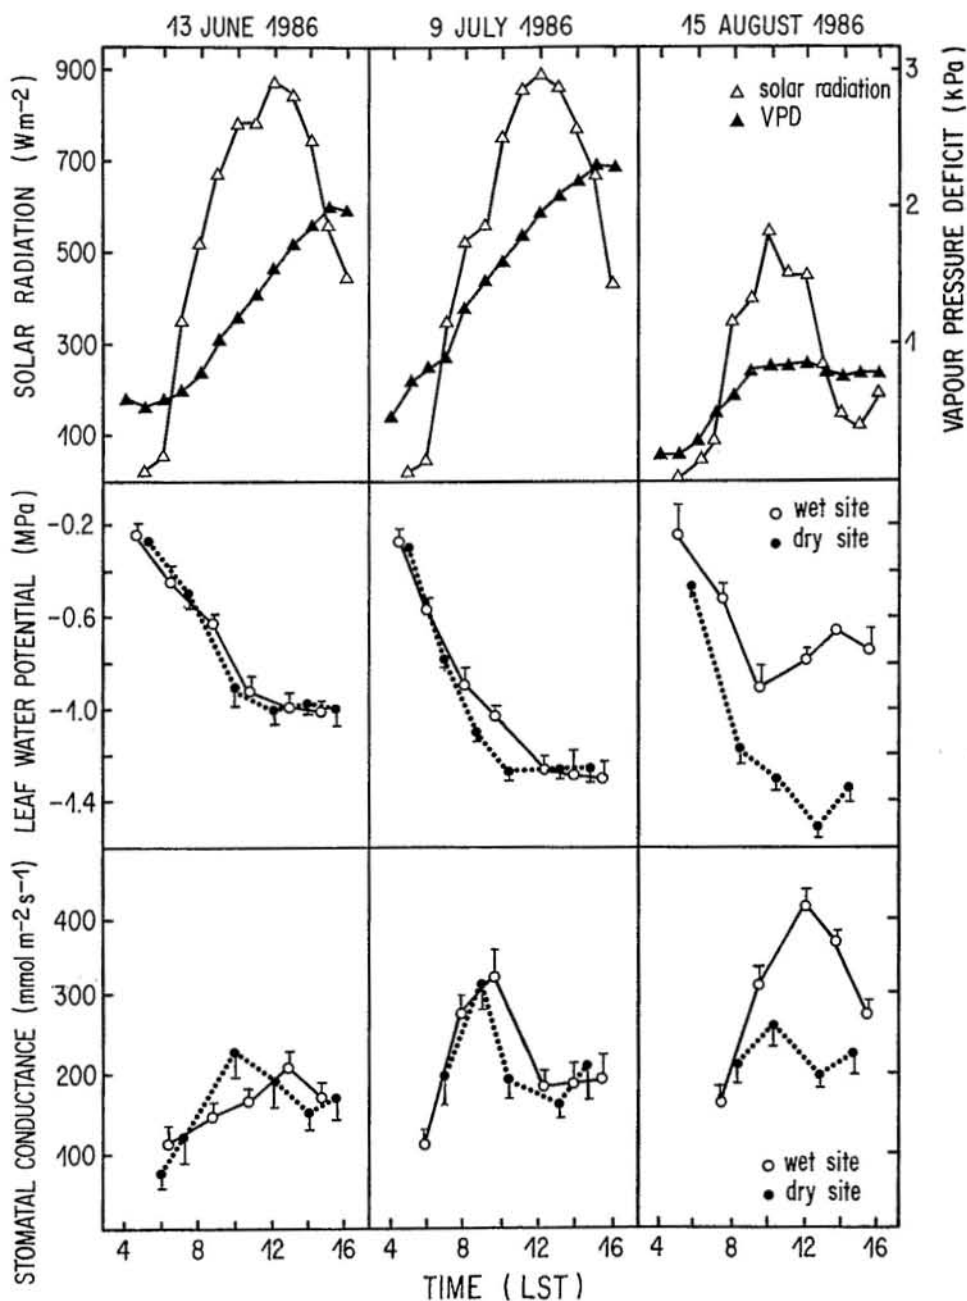 13 JUNE 1986
9 JULY 1986
15 AUGUST 1986
SOLAR RADIATION (Wm−2)
900
700
500
300
100
△ solar radiation
▲ VPD
3
2
1
VAPOUR PRESSURE DEFICIT (kPa)
LEAF WATER POTENTIAL (MPa)
−0.2
−0.6
−1.0
−1.4
○ wet site
● dry site
STOMATAL CONDUCTANCE (mmol m−2s−1)
400
300
200
100
○ wet site
● dry site
4 8 12 16 4 8 12 16 4 8 12 16
TIME (LST)